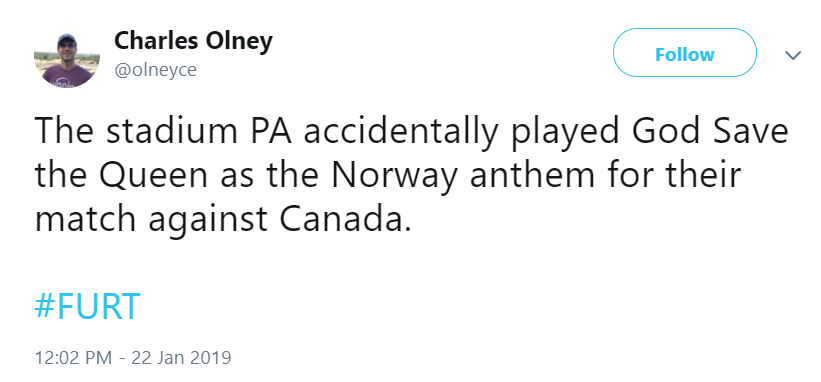 Charles Olney
@olneyce
Follow
The stadium PA accidentally played God Save
the Queen as the Norway anthem for their
match against Canada.
#FURT
12:02 PM - 22 Jan 2019